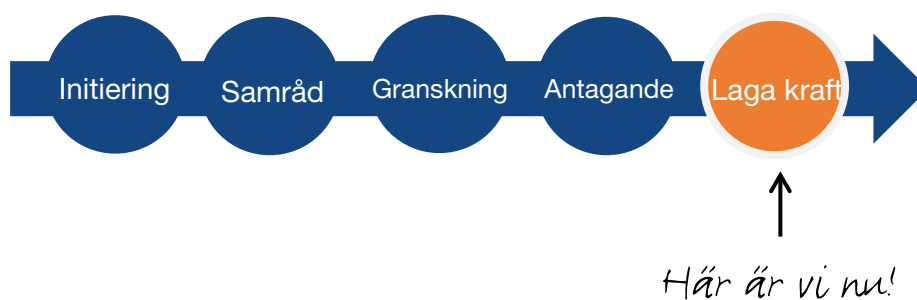 Initiering
Samråd
Granskning
Antagande
Laga kraft
Här är vi nu!